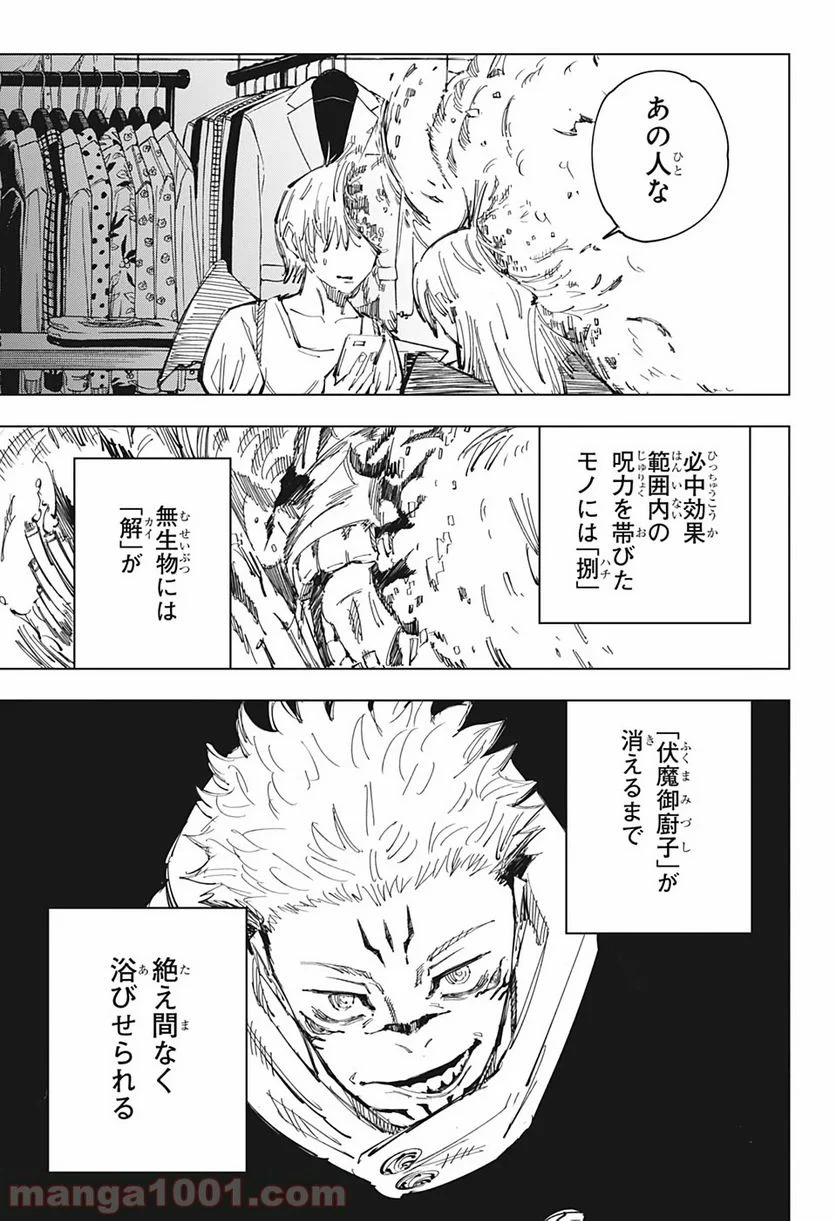 あの人な
必中効果
範囲内の
呪力を帯びた
モノには「捌」
無生物には
「解」が
「伏魔御廚子」が
消えるまで
絶え間なく
浴びせられる
manga1001.com